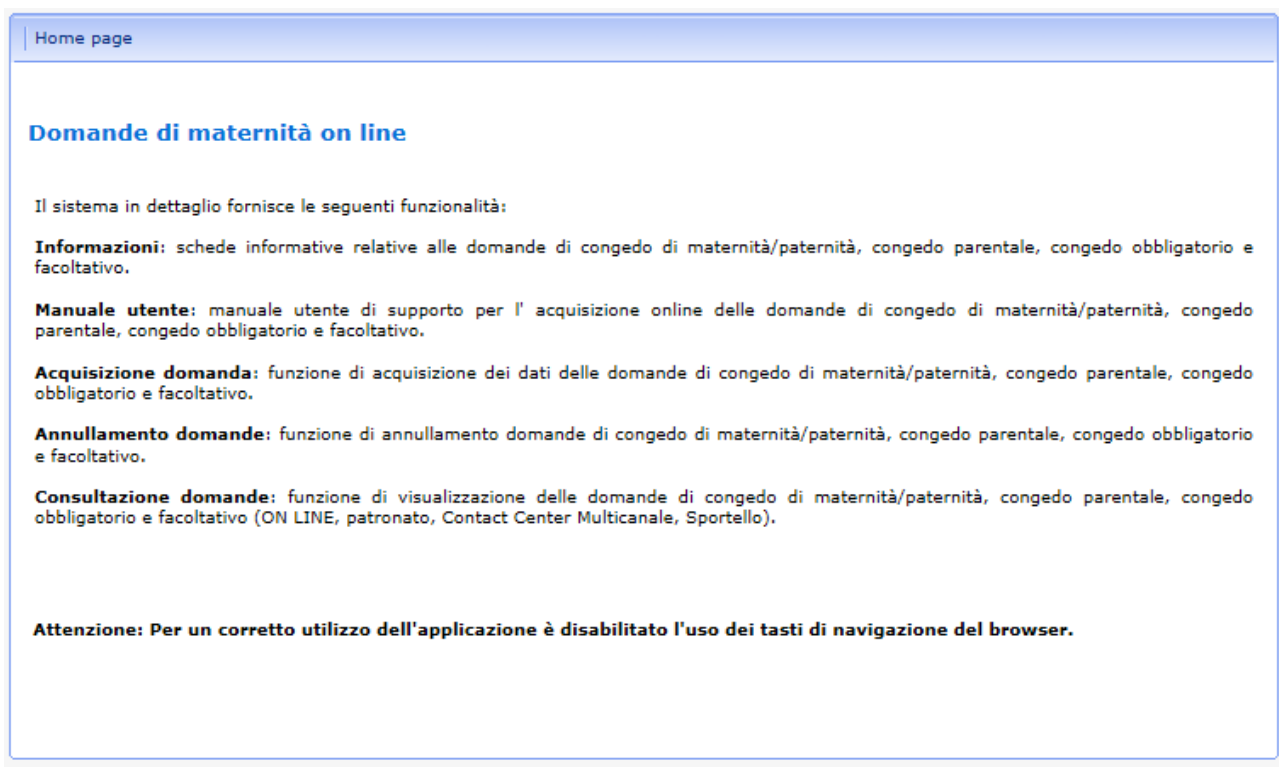 Home page
Domande di maternità on line
Il sistema in dettaglio fornisce le seguenti funzionalità:
Informazioni: schede informative relative alle domande di congedo di maternità/paternità, congedo parentale, congedo obbligatorio e
facoltativo.
Manuale utente: manuale utente di supporto per l' acquisizione online delle domande di congedo di maternità/paternità, congedo
parentale, congedo obbligatorio e facoltativo.
Acquisizione domanda: funzione di acquisizione dei dati delle domande di congedo di maternità/paternità, congedo parentale, congedo
obbligatorio e facoltativo.
Annullamento domande: funzione di annullamento domande di congedo di maternità/paternità, congedo parentale, congedo obbligatorio
e facoltativo.
Consultazione domande: funzione di visualizzazione delle domande di congedo di maternità/paternità, congedo parentale, congedo
obbligatorio e facoltativo (ON LINE, patronato, Contact Center Multicanale, Sportello).
Attenzione: Per un corretto utilizzo dell'applicazione è disabilitato l'uso dei tasti di navigazione del browser.